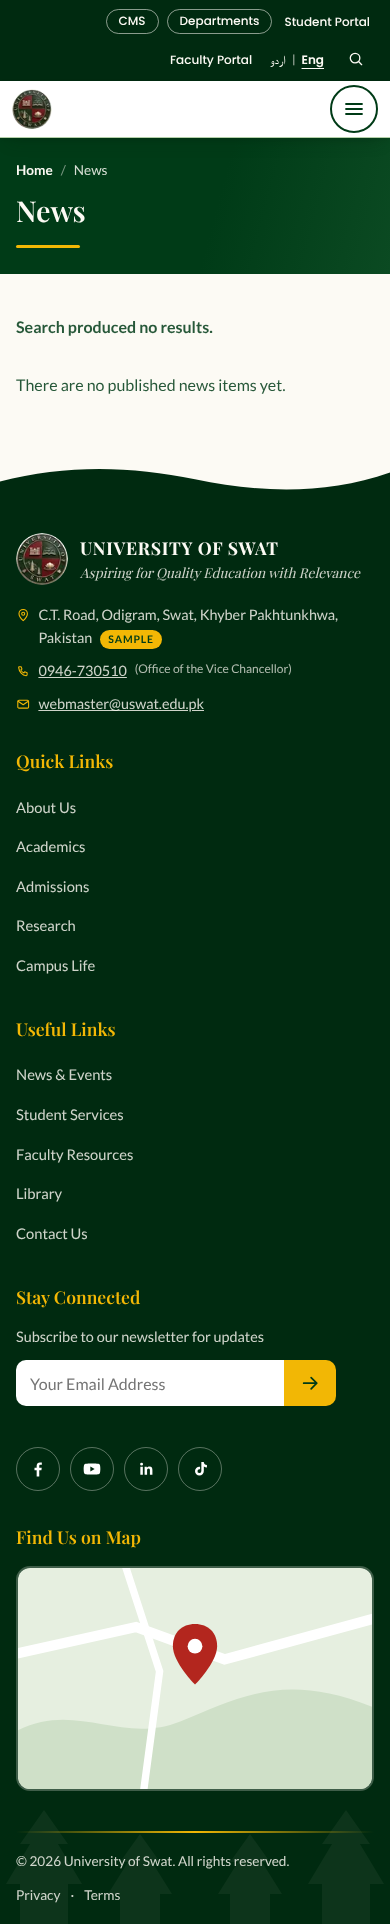 CMS Departments Student Portal
Faculty Portal اردو | Eng
Home / News
News
Search produced no results.
There are no published news items yet.
UNIVERSITY OF SWAT
Aspiring for Quality Education with Relevance
C.T. Road, Odigram, Swat, Khyber Pakhtunkhwa,
Pakistan SAMPLE
0946-730510 (Office of the Vice Chancellor)
webmaster@uswat.edu.pk
Quick Links
About Us
Academics
Admissions
Research
Campus Life
Useful Links
News & Events
Student Services
Faculty Resources
Library
Contact Us
Stay Connected
Subscribe to our newsletter for updates
Your Email Address
Find Us on Map
© 2026 University of Swat. All rights reserved.
Privacy · Terms